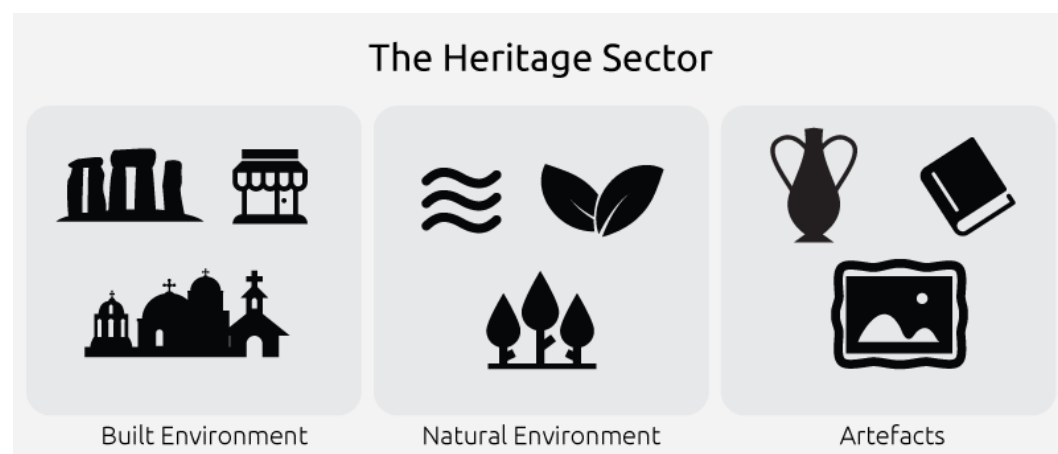 The Heritage Sector
Built Environment
Natural Environment
Artefacts